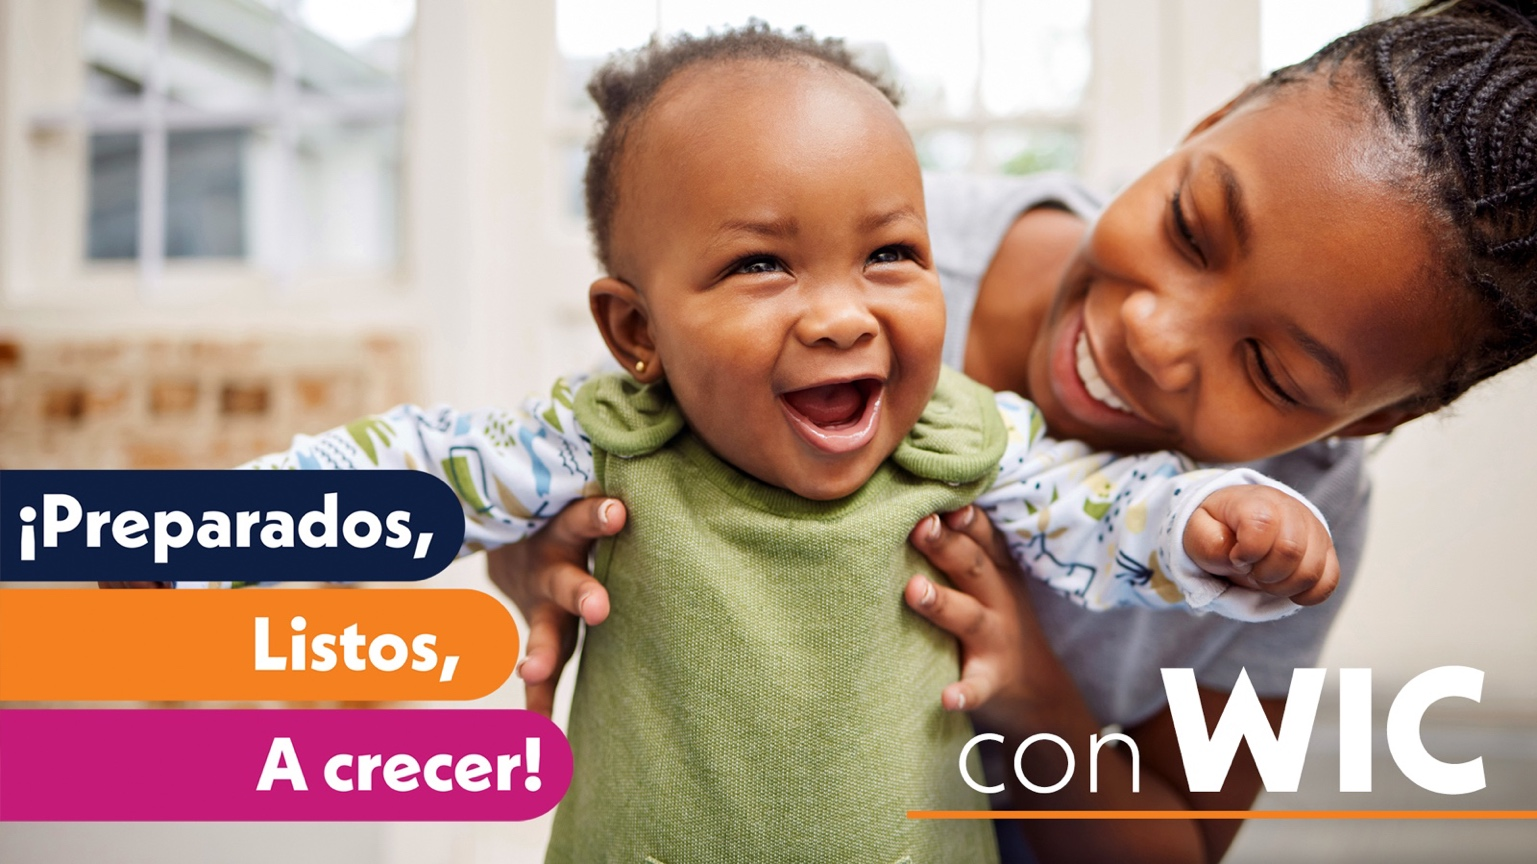 ¡Preparados,
Listos,
A crecer!
con WIC